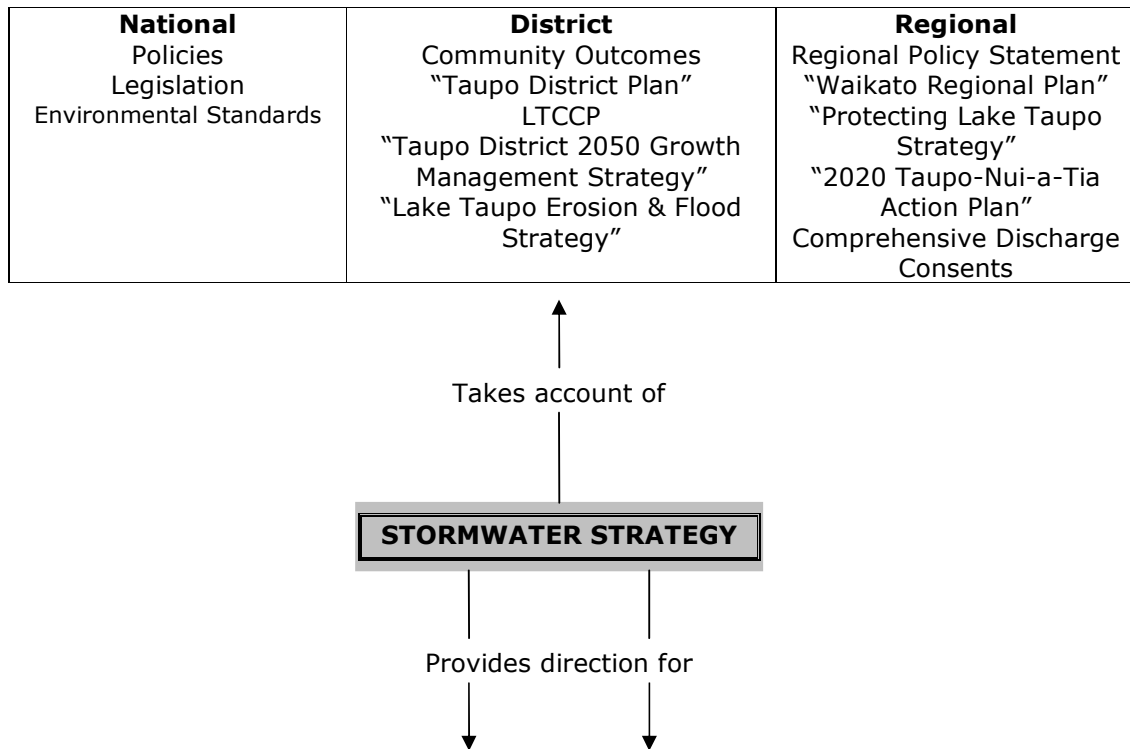 National
Policies
Legislation
Environmental Standards
District
Community Outcomes
“Taupo District Plan”
LTCCP
“Taupo District 2050 Growth
Management Strategy”
“Lake Taupo Erosion & Flood
Strategy”
Regional
Regional Policy Statement
“Waikato Regional Plan”
“Protecting Lake Taupo
Strategy”
“2020 Taupo-Nui-a-Tia
Action Plan”
Comprehensive Discharge
Consents
Takes account of
STORMWATER STRATEGY
Provides direction for